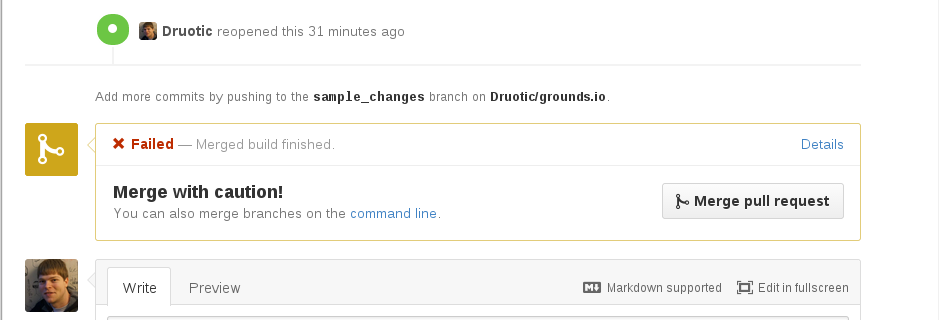 Druotic reopened this 31 minutes ago
Add more commits by pushing to the sample_changes branch on Druotic/grounds.io.
Failed — Merged build finished. Details
Merge with caution!
You can also merge branches on the command line.
Merge pull request
Write Preview Markdown supported Edit in fullscreen